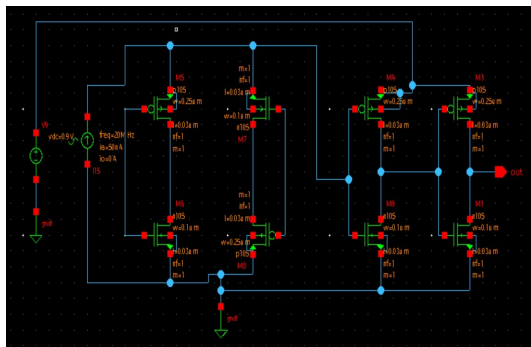 M5
p105
w=0.25u m
l=0.03u m
nf=1
m=1
m=1
nf=1
l=0.03u m
w=0.1u m
n105
M7
M4
p105
w=0.25u m
l=0.03u m
nf=1
m=1
M3
p105
w=0.25u m
l=0.03u m
nf=1
m=1
V0
vdc=0.9 V
gnd!
freq=20M Hz
ia=50n A
io=0 A
I15
M6
n105
w=0.1u m
l=0.03u m
nf=1
m=1
m=1
nf=1
l=0.03u m
w=0.25u m
p105
n105
w=0.1u m
l=0.03u m
nf=1
m=1
M1
n105
w=0.1u m
l=0.03u m
nf=1
m=1
out
gnd!